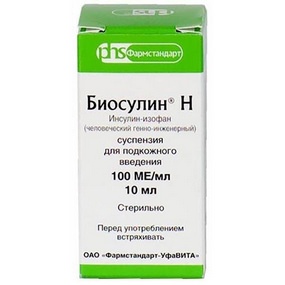 phs Фармстандарт
Биосулин® Н
Инсулин-изофан
(человеческий генно-инженерный)
суспензия
для подкожного
введения
100 МЕ/мл
10 мл
Стерильно
Перед употреблением
встряхивать
ОАО «Фармстандарт-УфаВИТА»